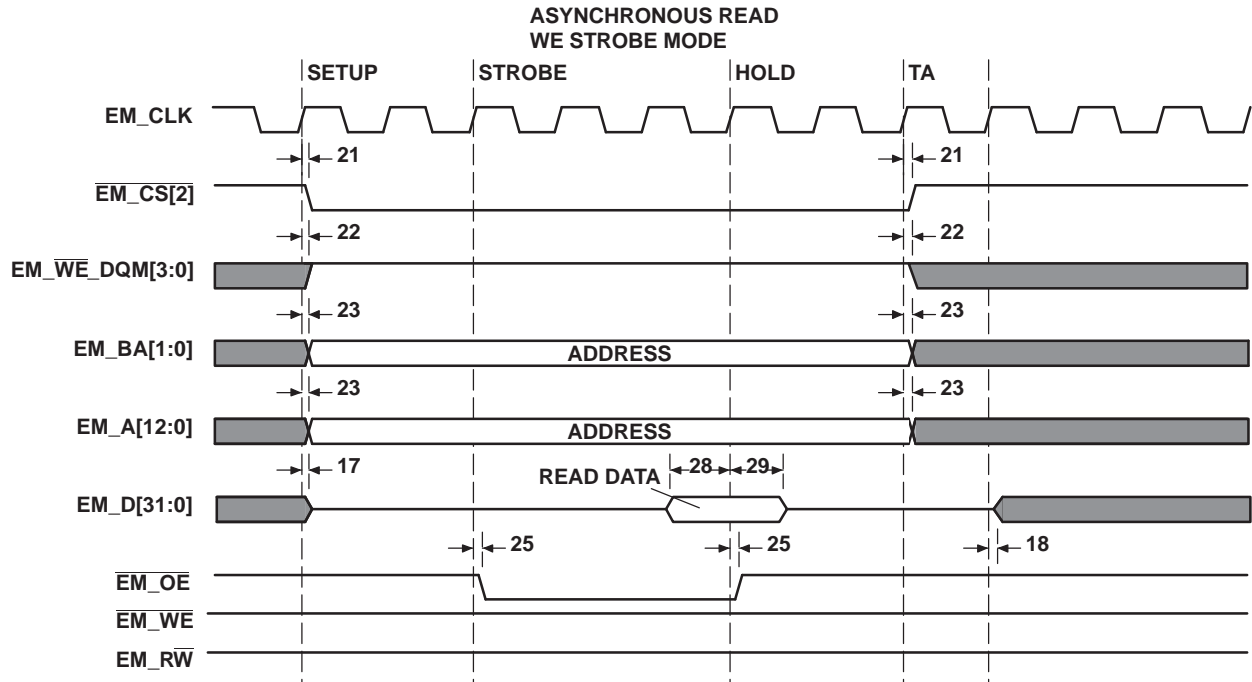 ASYNCHRONOUS READ
WE STROBE MODE
SETUP STROBE HOLD TA
EM_CLK
21 21
EM_CS[2]
22 22
EM_WE_DQM[3:0]
23 23
EM_BA[1:0] ADDRESS
23 23
EM_A[12:0] ADDRESS
17 READ DATA 28 29
EM_D[31:0]
25 25 18
EM_OE
EM_WE
EM_RW